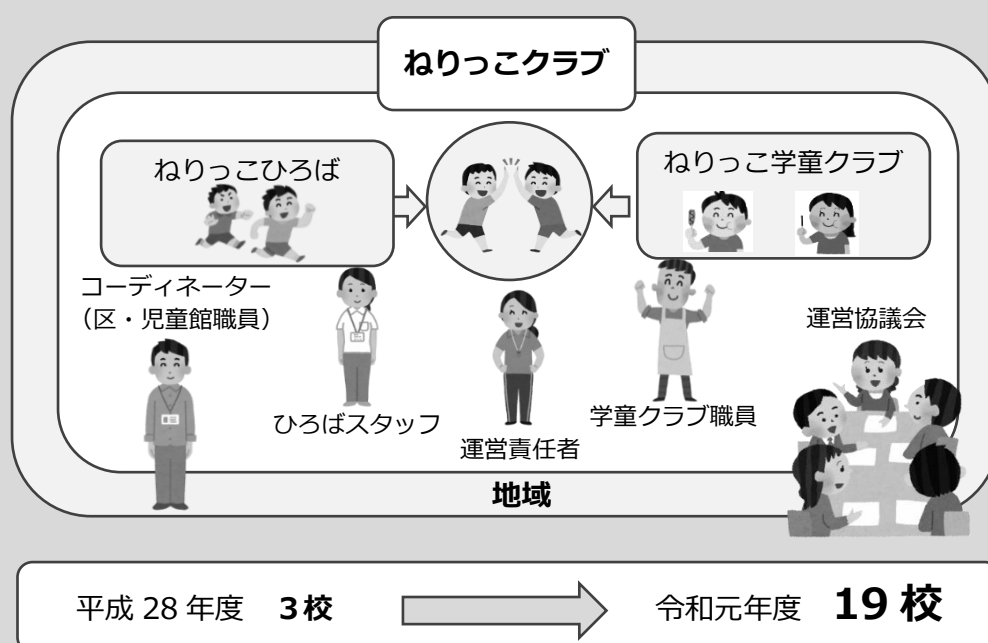 ねりっこクラブ
ねりっこひろば
ねりっこ学童クラブ
コーディネーター
（区・児童館職員）
ひろばスタッフ
運営責任者
学童クラブ職員
運営協議会
地域
平成 28 年度 3校
令和元年度 19 校